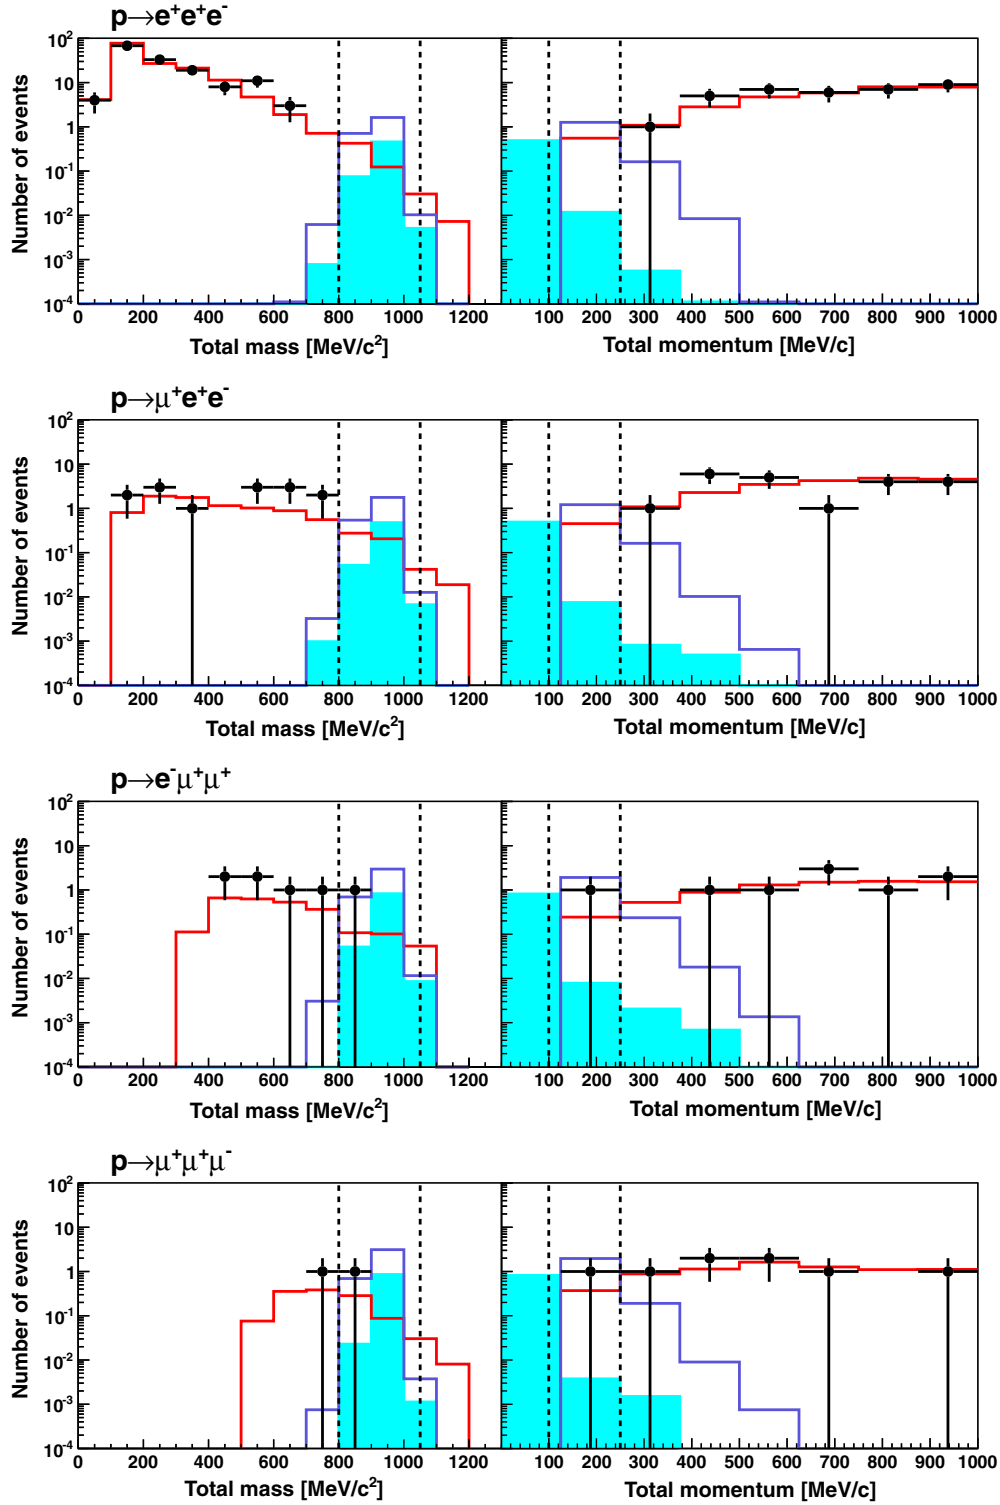 p→e⁺e⁺e⁻
Number of events
10²
10
1
10⁻¹
10⁻²
10⁻³
10⁻⁴
0 200 400 600 800 1000 1200
Total mass [MeV/c²]
100 200 300 400 500 600 700 800 900 1000
Total momentum [MeV/c]
p→μ⁺e⁺e⁻
Number of events
10²
10
1
10⁻¹
10⁻²
10⁻³
10⁻⁴
0 200 400 600 800 1000 1200
Total mass [MeV/c²]
100 200 300 400 500 600 700 800 900 1000
Total momentum [MeV/c]
p→e⁻μ⁺μ⁺
Number of events
10²
10
1
10⁻¹
10⁻²
10⁻³
10⁻⁴
0 200 400 600 800 1000 1200
Total mass [MeV/c²]
100 200 300 400 500 600 700 800 900 1000
Total momentum [MeV/c]
p→μ⁺μ⁺μ⁻
Number of events
10²
10
1
10⁻¹
10⁻²
10⁻³
10⁻⁴
0 200 400 600 800 1000 1200
Total mass [MeV/c²]
100 200 300 400 500 600 700 800 900 1000
Total momentum [MeV/c]